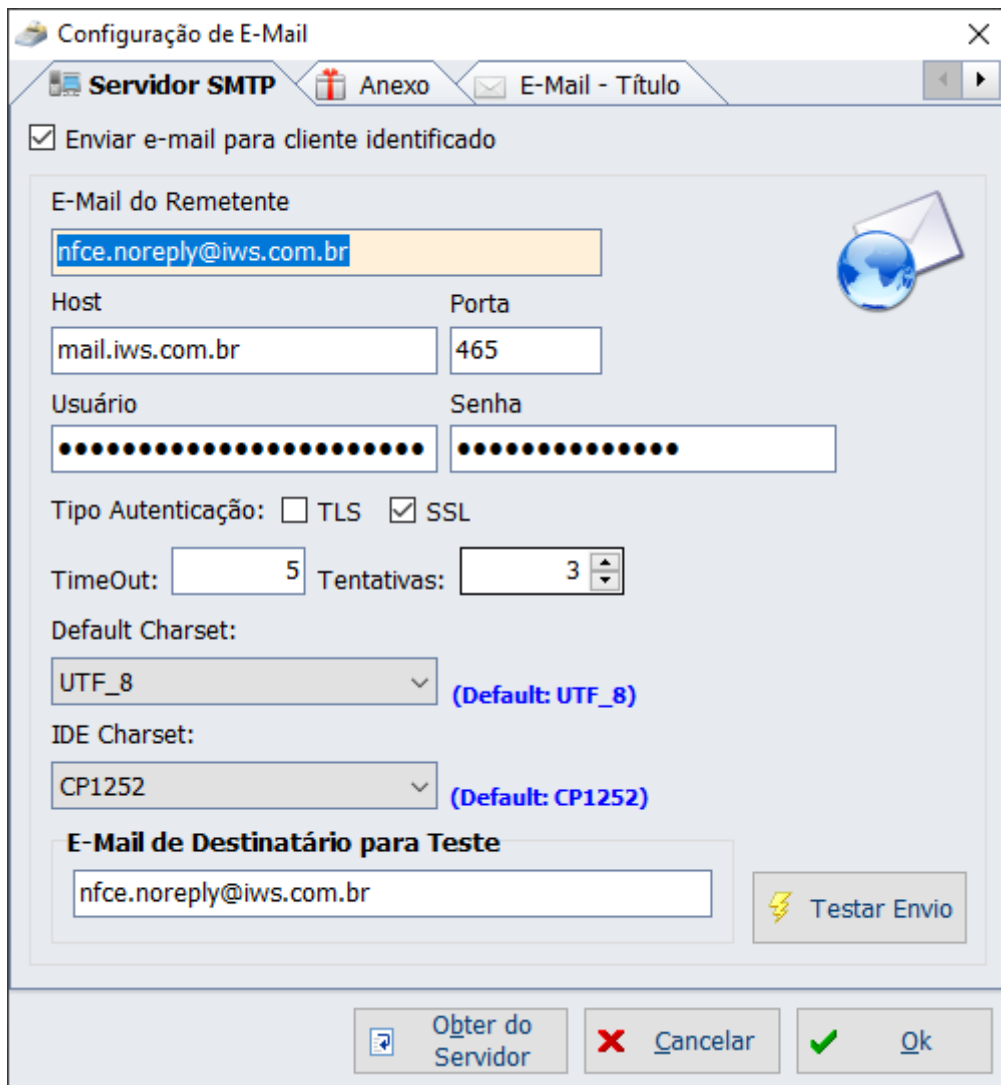 Configuração de E-Mail
Servidor SMTP Anexo E-Mail - Título
Enviar e-mail para cliente identificado
E-Mail do Remetente
nfce.noreply@iws.com.br
Host Porta
mail.iws.com.br 465
Usuário Senha
●●●●●●●●●●●●●●●●●●●●●●● ●●●●●●●●●●●●●●
Tipo Autenticação: TLS SSL
TimeOut: 5 Tentativas: 3
Default Charset:
UTF_8 (Default: UTF_8)
IDE Charset:
CP1252 (Default: CP1252)
E-Mail de Destinatário para Teste
nfce.noreply@iws.com.br Testar Envio
Obter do Servidor Cancelar Ok